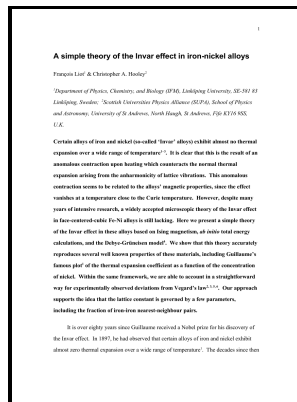 1
A simple theory of the Invar effect in iron-nickel alloys
François Liot¹ & Christopher A. Hooley²
¹Department of Physics, Chemistry, and Biology (IFM), Linköping University, SE-581 83
Linköping, Sweden; ²Scottish Universities Physics Alliance (SUPA), School of Physics
and Astronomy, University of St Andrews, North Haugh, St Andrews, Fife KY16 9SS,
U.K.
Certain alloys of iron and nickel (so-called ‘Invar’ alloys) exhibit almost no thermal
expansion over a wide range of temperature¹⁻³. It is clear that this is the result of an
anomalous contraction upon heating which counteracts the normal thermal
expansion arising from the anharmonicity of lattice vibrations. This anomalous
contraction seems to be related to the alloys’ magnetic properties, since the effect
vanishes at a temperature close to the Curie temperature. However, despite many
years of intensive research, a widely accepted microscopic theory of the Invar effect
in face-centered-cubic Fe-Ni alloys is still lacking. Here we present a simple theory
of the Invar effect in these alloys based on Ising magnetism, ab initio total energy
calculations, and the Debye-Grüneisen model⁴. We show that this theory accurately
reproduces several well known properties of these materials, including Guillaume’s
famous plot¹ of the thermal expansion coefficient as a function of the concentration
of nickel. Within the same framework, we are able to account in a straightforward
way for experimentally observed deviations from Vegard’s law. Our approach
supports the idea that the lattice constant is governed by a few parameters,
including the fraction of iron-iron nearest-neighbour pairs.
It is over eighty years since Guillaume received a Nobel prize for his discovery of
the Invar effect. In 1897, he had observed that certain alloys of iron and nickel exhibit
almost zero thermal expansion over a wide range of temperature¹. The decades since then